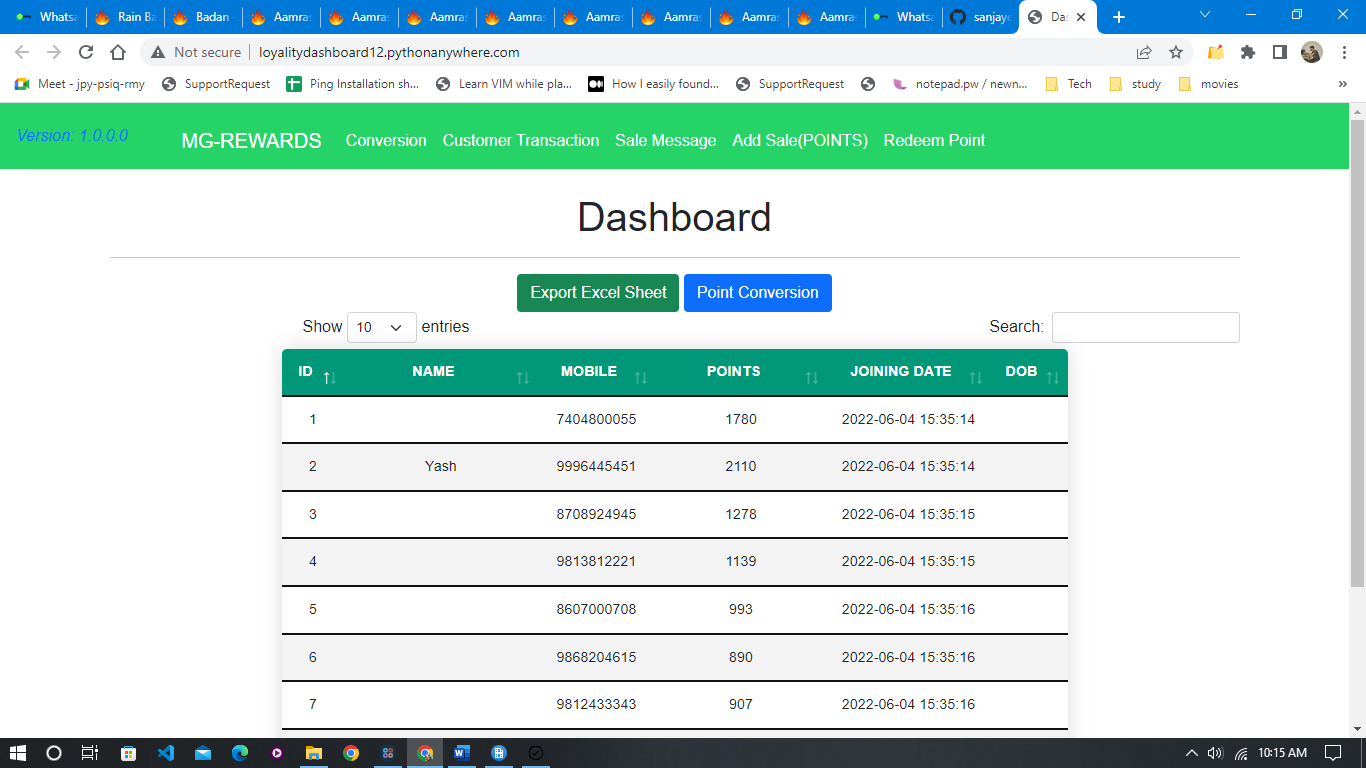 Whatsa Rain Ba Badan Aamras Aamras Aamras Aamras Aamras Aamras Aamras Aamras Whatsa sanjaye Das
Not secure loyalitydashboard12.pythonanywhere.com
Meet - jpy-psiq-rmy SupportRequest Ping Installation sh... Learn VIM while pla... How I easily found... SupportRequest notepad.pw / newn... Tech study movies »
Version: 1.0.0.0 MG-REWARDS Conversion Customer Transaction Sale Message Add Sale(POINTS) Redeem Point
Dashboard
Export Excel Sheet Point Conversion
Show 10 entries Search:
ID NAME MOBILE POINTS JOINING DATE DOB
1 7404800055 1780 2022-06-04 15:35:14
2 Yash 9996445451 2110 2022-06-04 15:35:14
3 8708924945 1278 2022-06-04 15:35:15
4 9813812221 1139 2022-06-04 15:35:15
5 8607000708 993 2022-06-04 15:35:16
6 9868204615 890 2022-06-04 15:35:16
7 9812433343 907 2022-06-04 15:35:16
10:15 AM